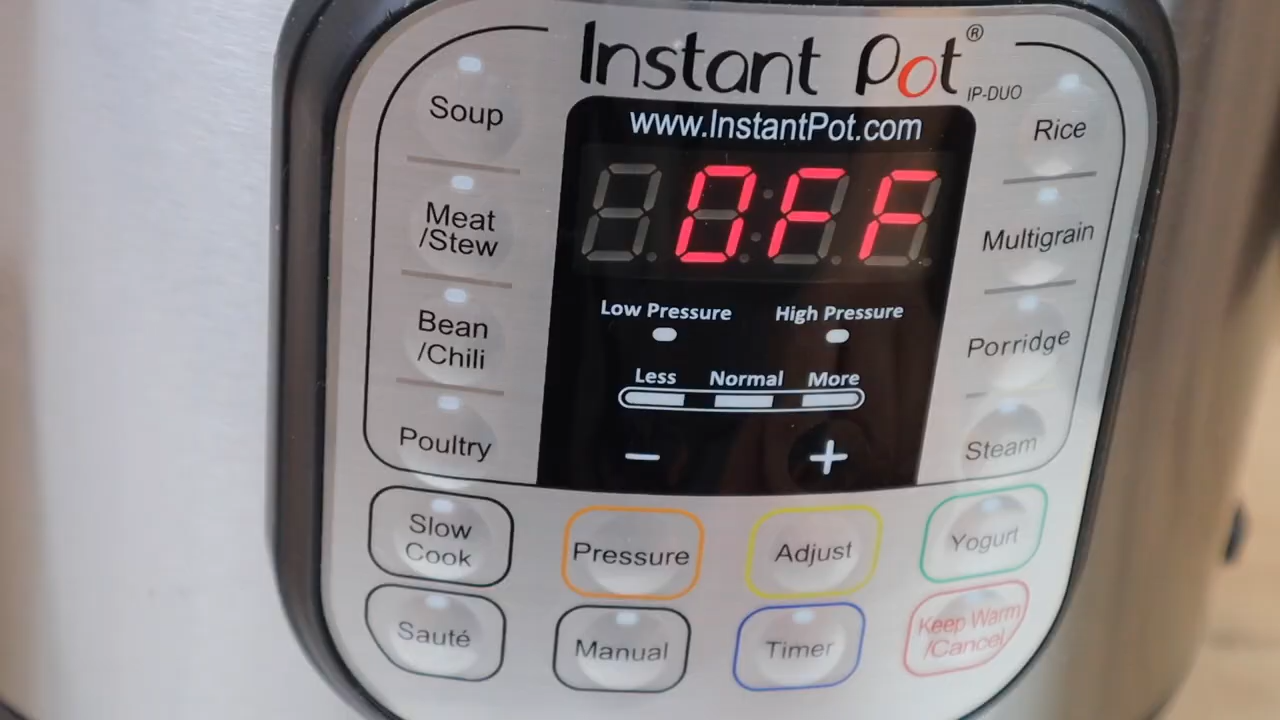 Instant Pot®
IP-DUO
www.InstantPot.com
OFF
Soup
Meat
/Stew
Bean
/Chili
Poultry
Low Pressure
High Pressure
Less Normal More
− +
Rice
Multigrain
Porridge
Steam
Slow
Cook
Pressure
Adjust
Yogurt
Sauté
Manual
Timer
Keep Warm
/Cancel